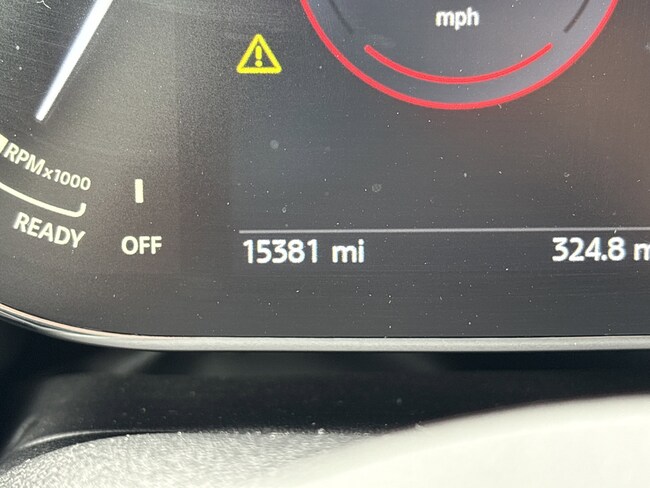 mph
RPMx1000
READY
OFF
15381 mi
324.8 m